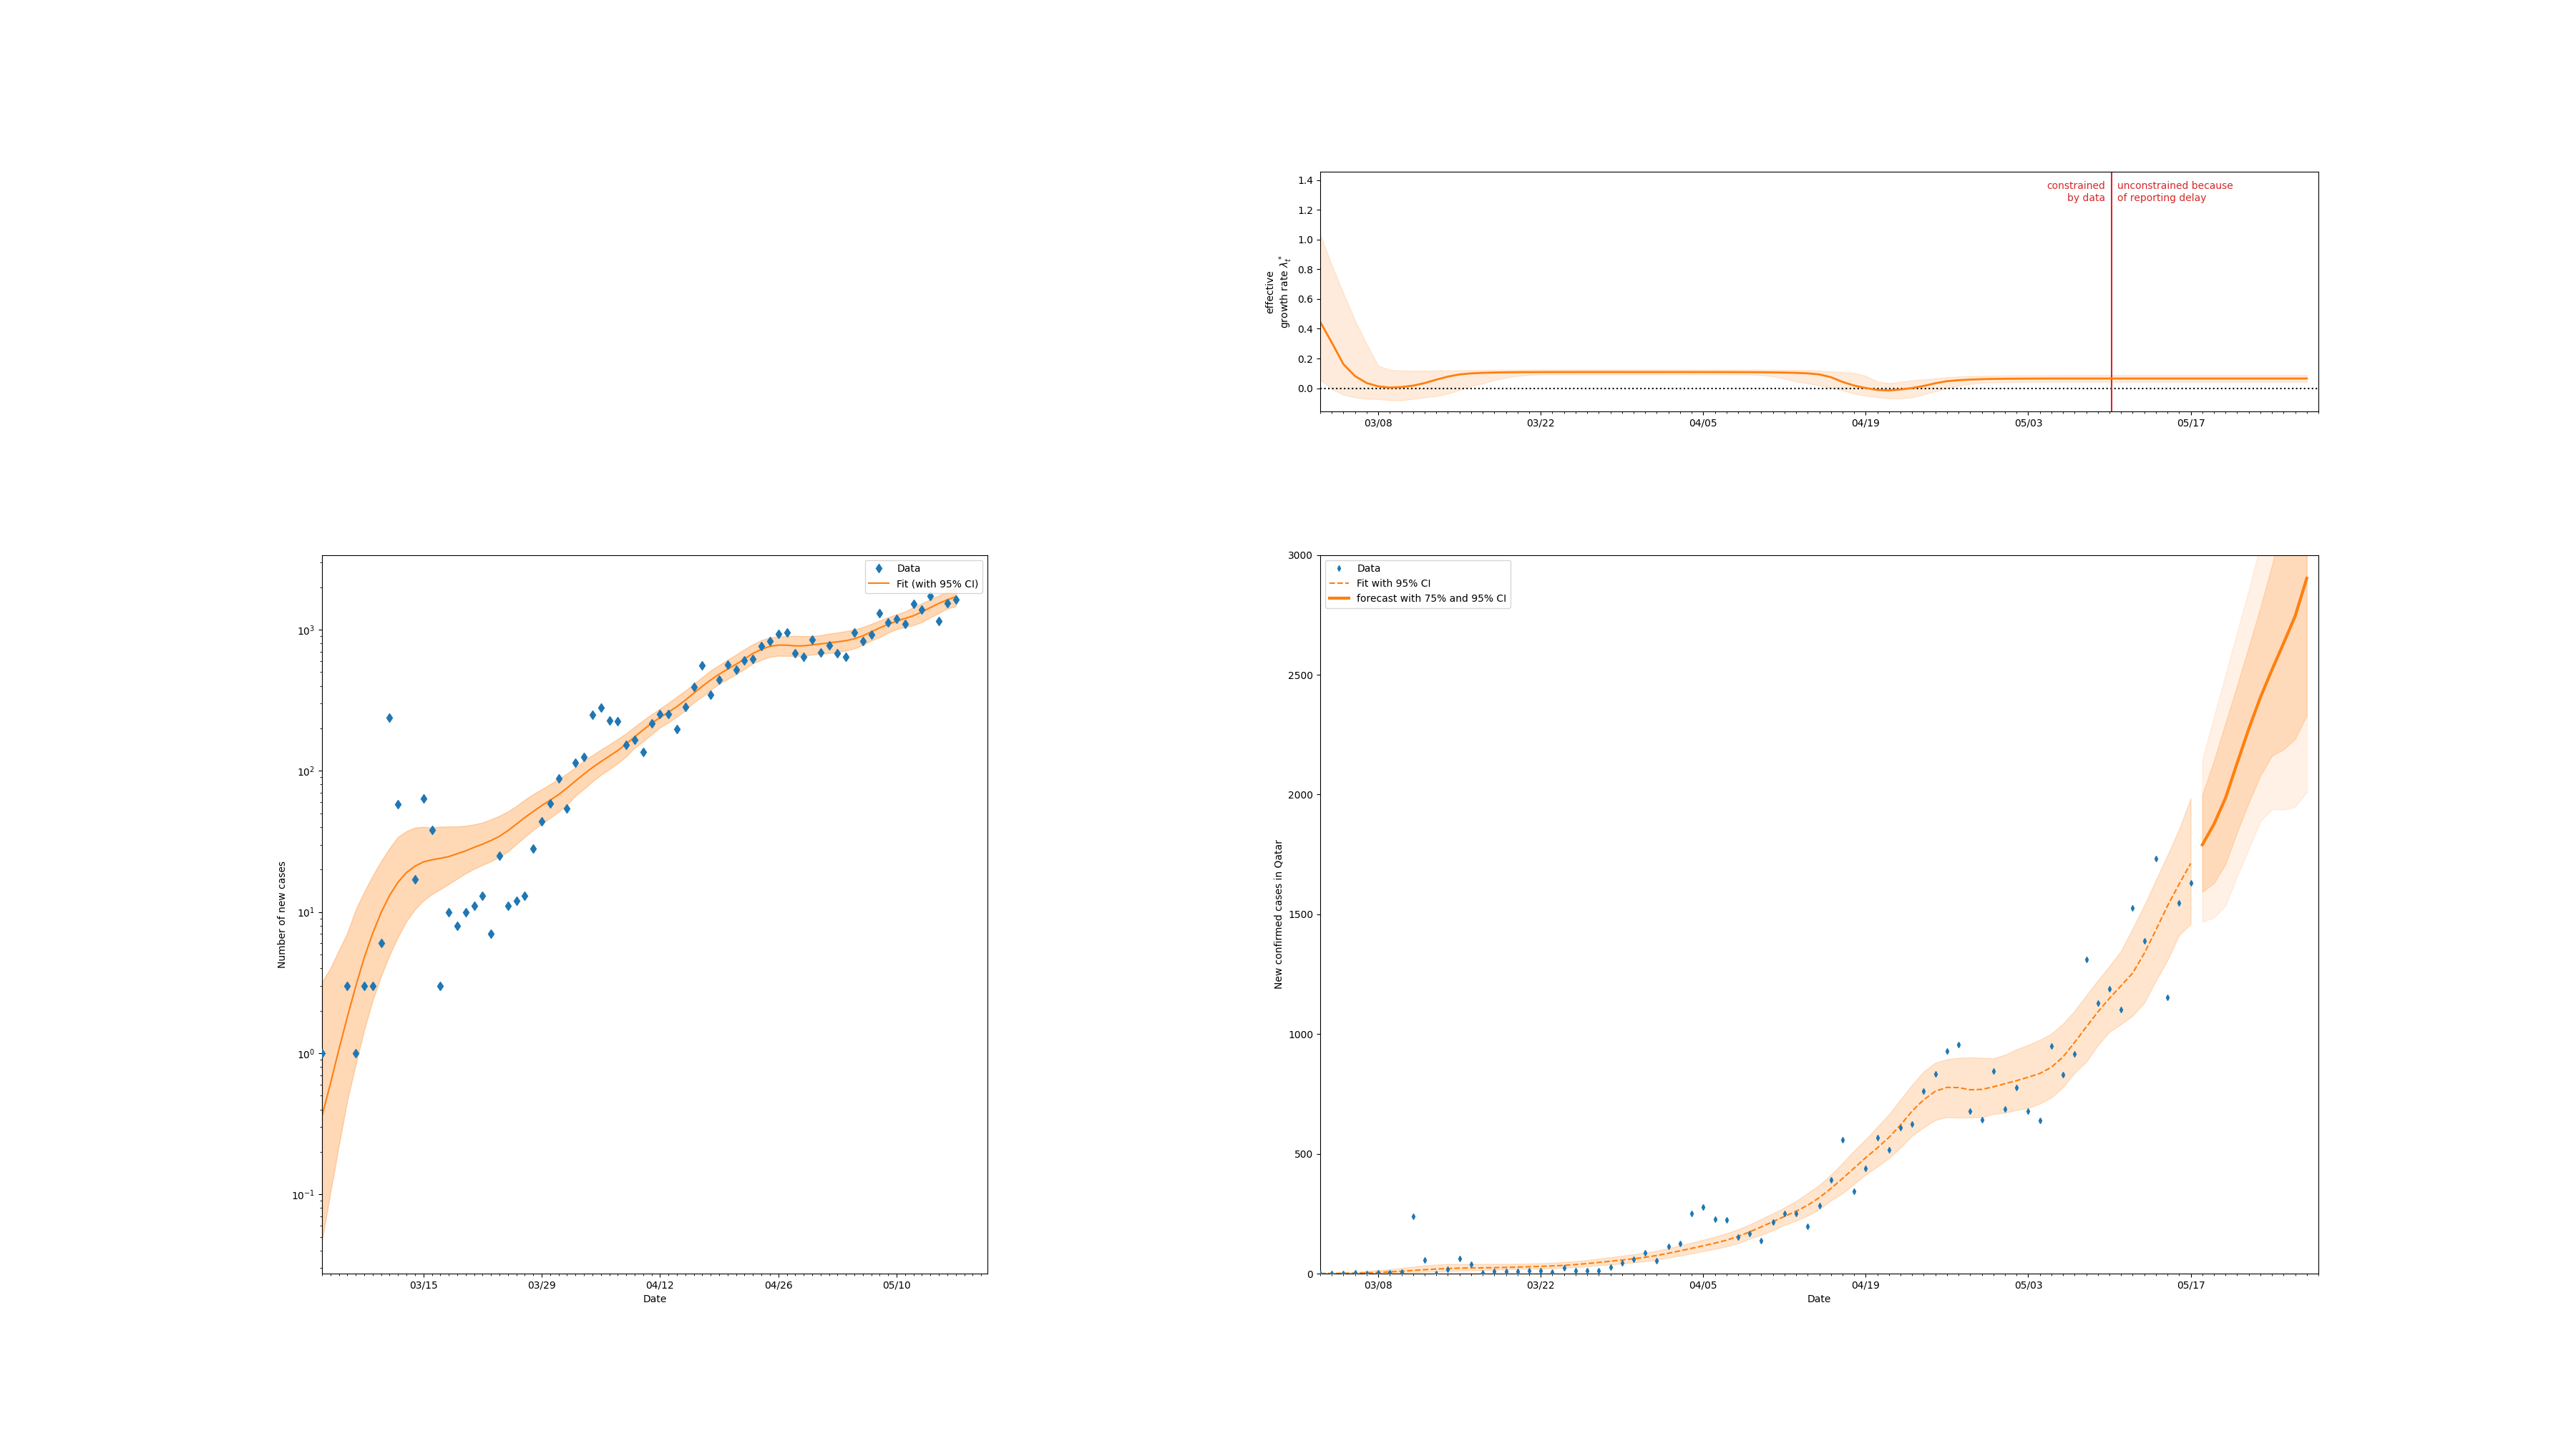 1.4
1.2
1.0
0.8
0.6
0.4
0.2
0.0
effective
growth rate λ*t
constrained
by data
unconstrained because
of reporting delay
03/08
03/22
04/05
04/19
05/03
05/17
Data
Fit (with 95% CI)
10³
10²
10¹
10⁰
10⁻¹
Number of new cases
03/15
03/29
04/12
04/26
05/10
Date
Data
Fit with 95% CI
forecast with 75% and 95% CI
3000
2500
2000
1500
1000
500
0
New confirmed cases in Qatar
03/08
03/22
04/05
04/19
05/03
05/17
Date